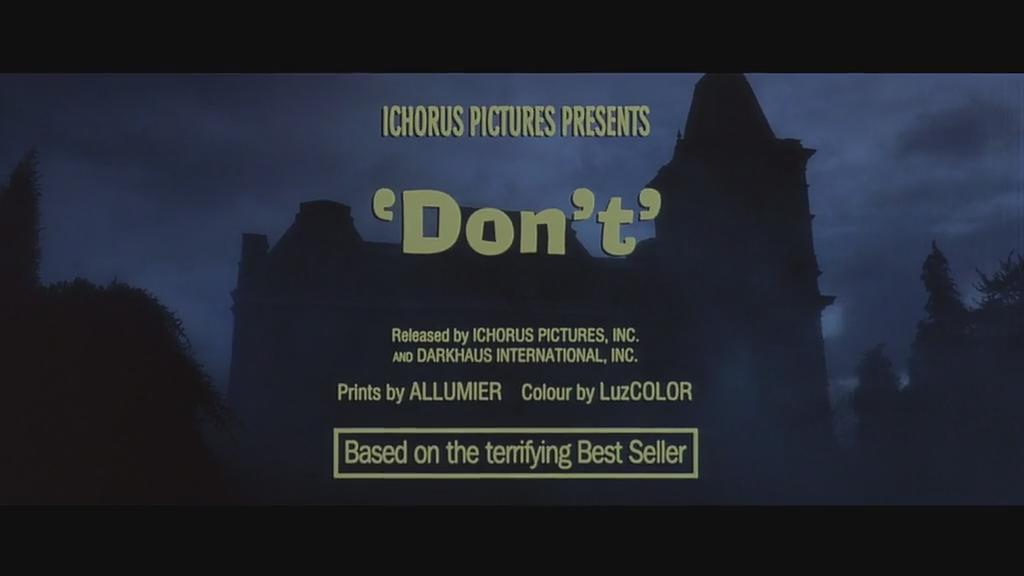 ICHORUS PICTURES PRESENTS
‘Don’t’
Released by ICHORUS PICTURES, INC.
AND DARKHAUS INTERNATIONAL, INC.
Prints by ALLUMIER Colour by LuzCOLOR
Based on the terrifying Best Seller